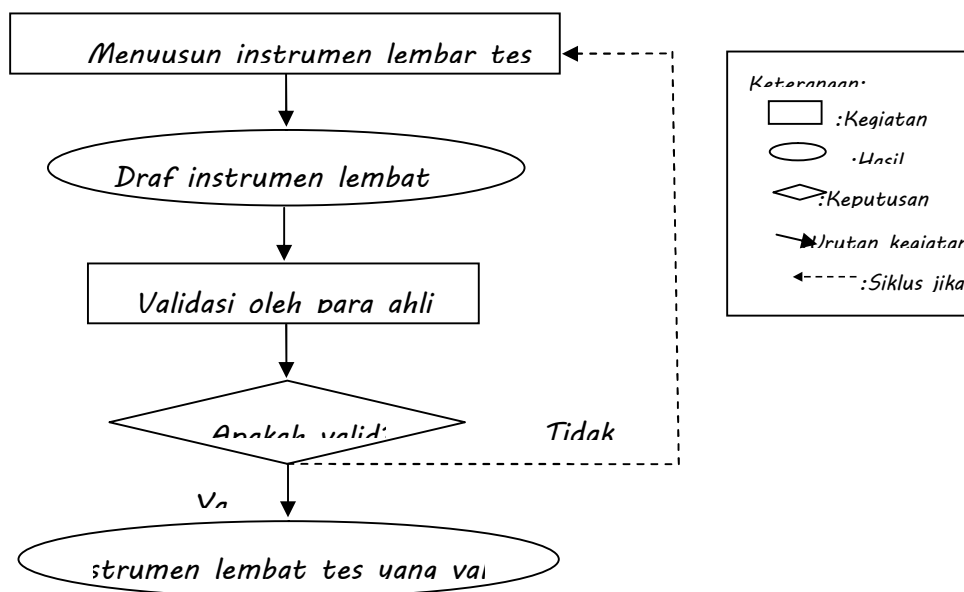 Menyusun instrumen lembar tes
Draf instrumen lembat
Validasi oleh para ahli
Apakah valid?
Tidak
Ya
strumen lembat tes yang val
Keterangan:
:Kegiatan
:Hasil
:Keputusan
Urutan kegiatan
:Siklus jika